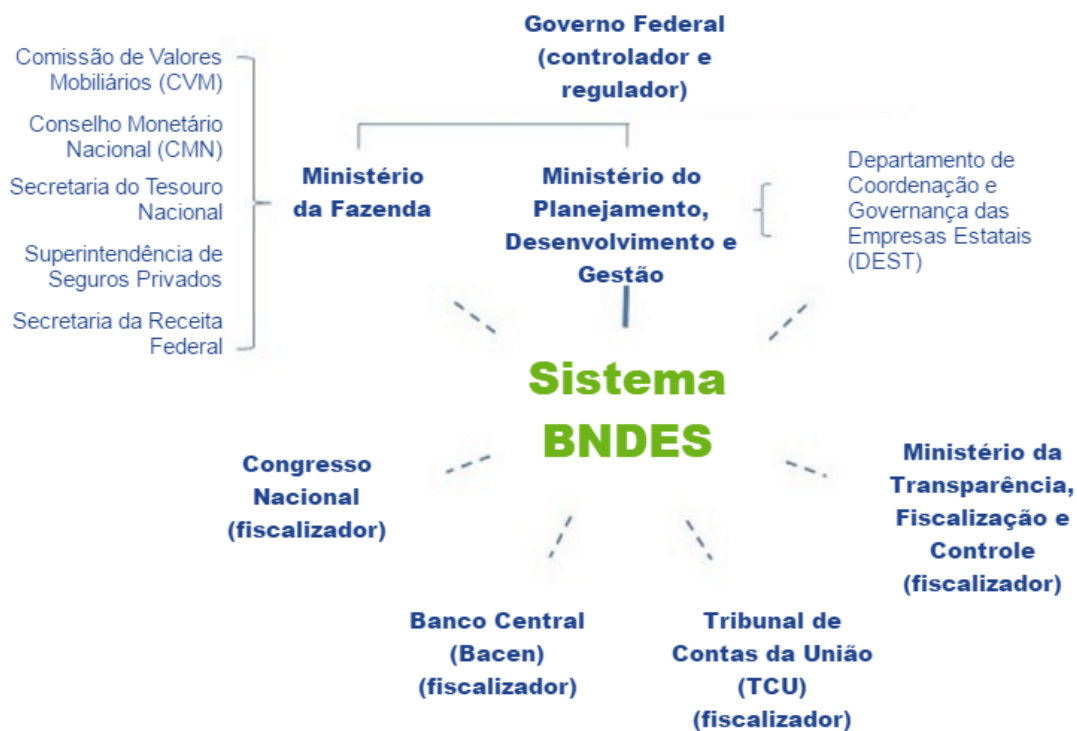 Governo Federal
(controlador e
regulador)
Comissão de Valores
Mobiliários (CVM)
Conselho Monetário
Nacional (CMN)
Secretaria do Tesouro
Nacional
Superintendência de
Seguros Privados
Secretaria da Receita
Federal
Ministério
da Fazenda
Ministério do
Planejamento,
Desenvolvimento e
Gestão
Departamento de
Coordenação e
Governança das
Empresas Estatais
(DEST)
Sistema
BNDES
Congresso
Nacional
(fiscalizador)
Banco Central
(Bacen)
(fiscalizador)
Tribunal de
Contas da União
(TCU)
(fiscalizador)
Ministério da
Transparência,
Fiscalização e
Controle
(fiscalizador)